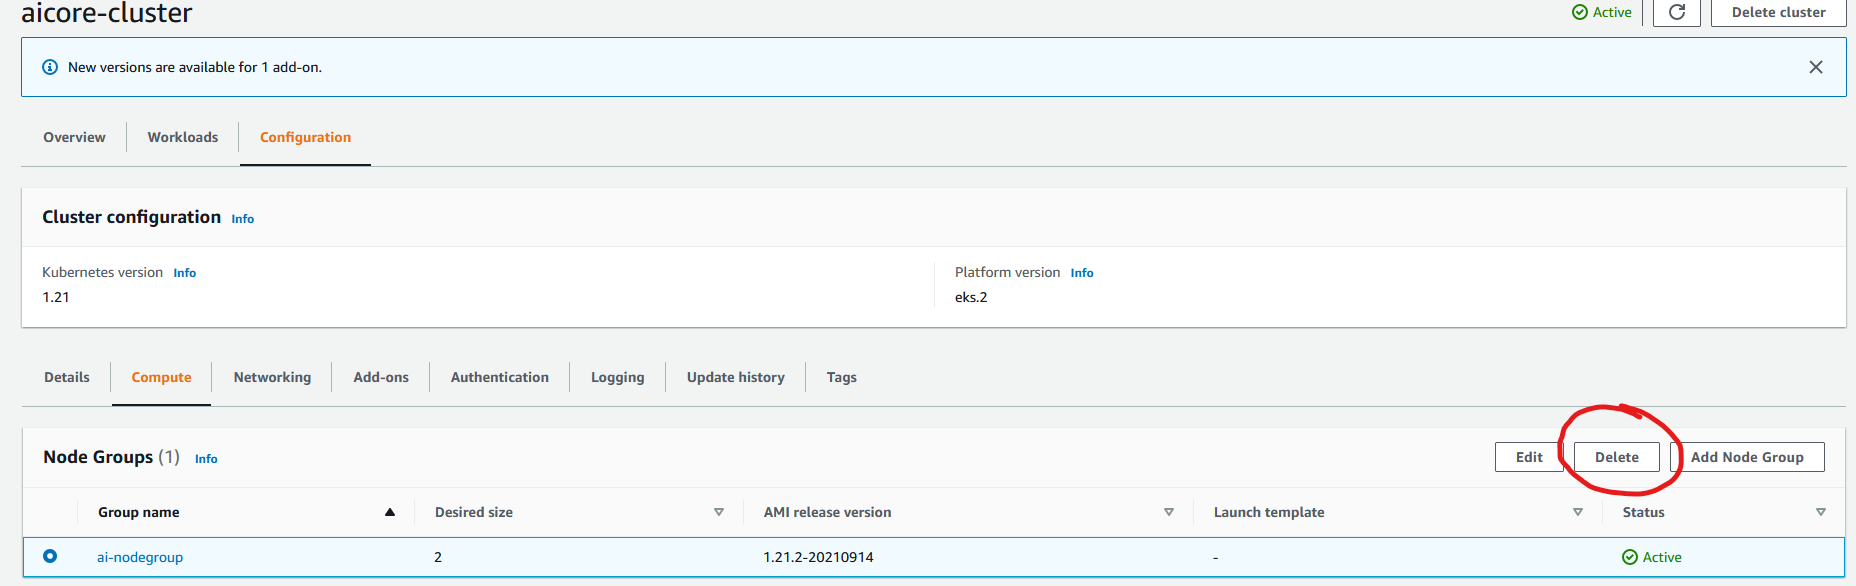 aicore-cluster
Active
Delete cluster
New versions are available for 1 add-on.
Overview Workloads Configuration
Cluster configuration Info
Kubernetes version Info
1.21
Platform version Info
eks.2
Details Compute Networking Add-ons Authentication Logging Update history Tags
Node Groups (1) Info
Edit Delete Add Node Group
Group name Desired size AMI release version Launch template Status
ai-nodegroup 2 1.21.2-20210914 - Active